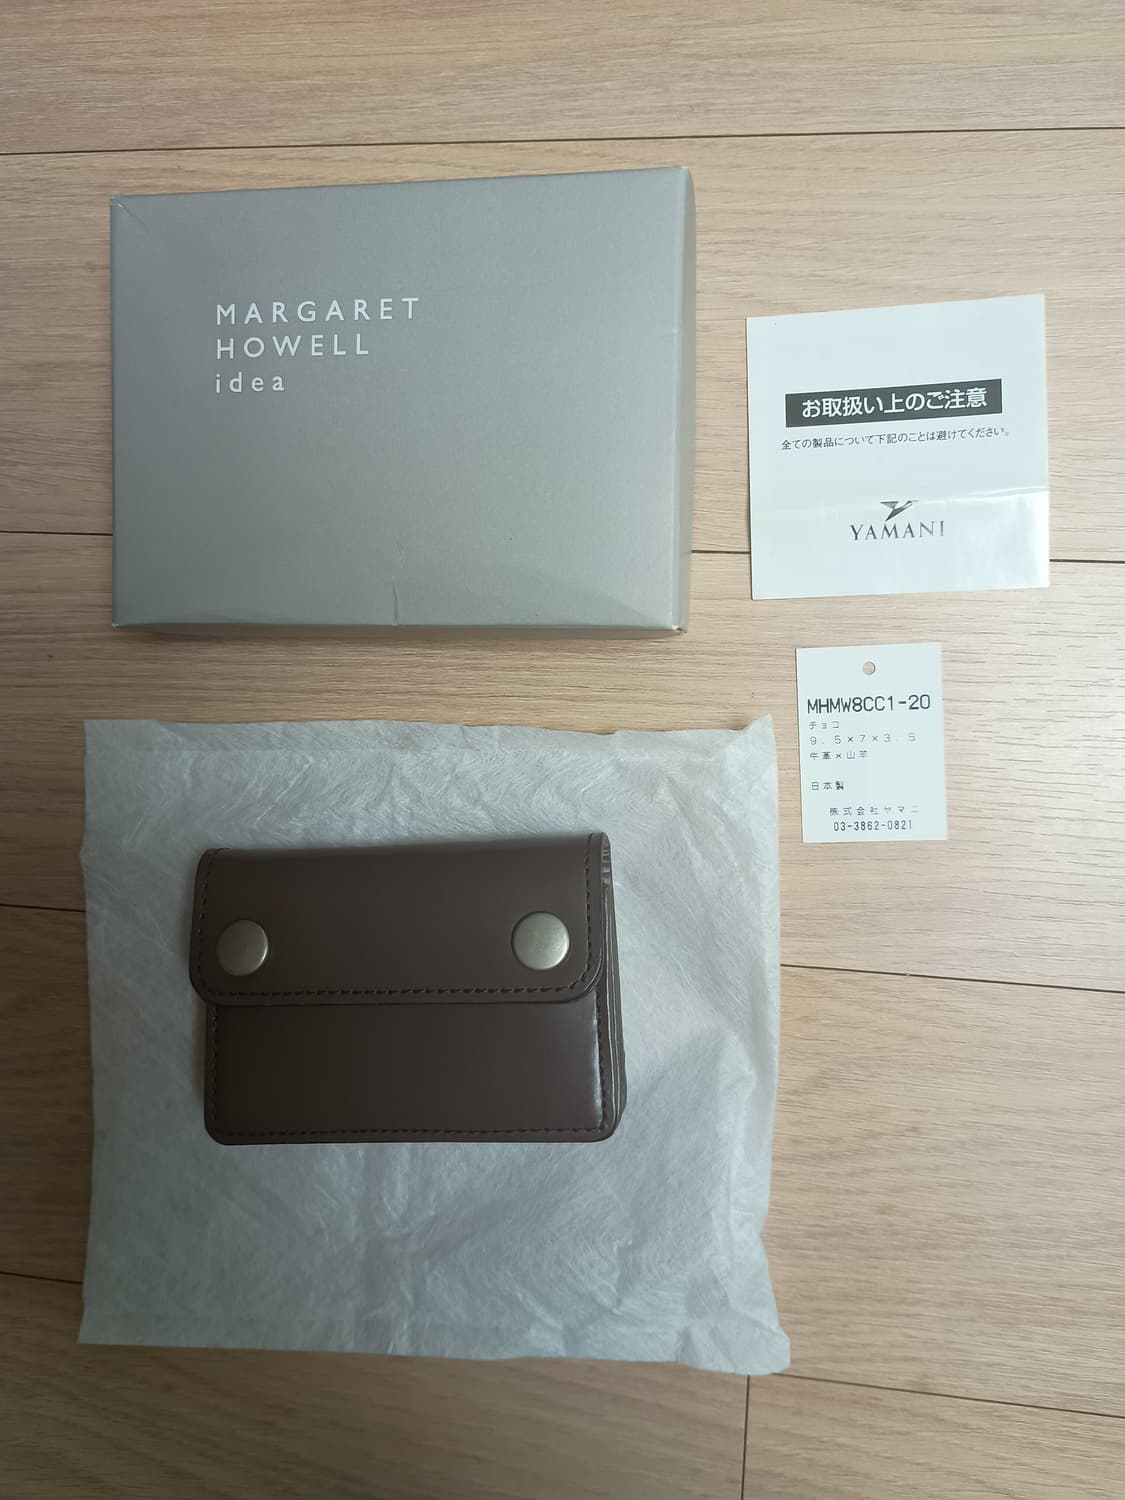 MARGARET
HOWELL
idea
お取扱い上のご注意
全ての製品について下記のことは避けてください。
YAMANI
MHMW8CC1-20
チョコ
9．5×7×3．5
牛革×山羊
日本製
株式会社ヤマニ
03-3862-0821